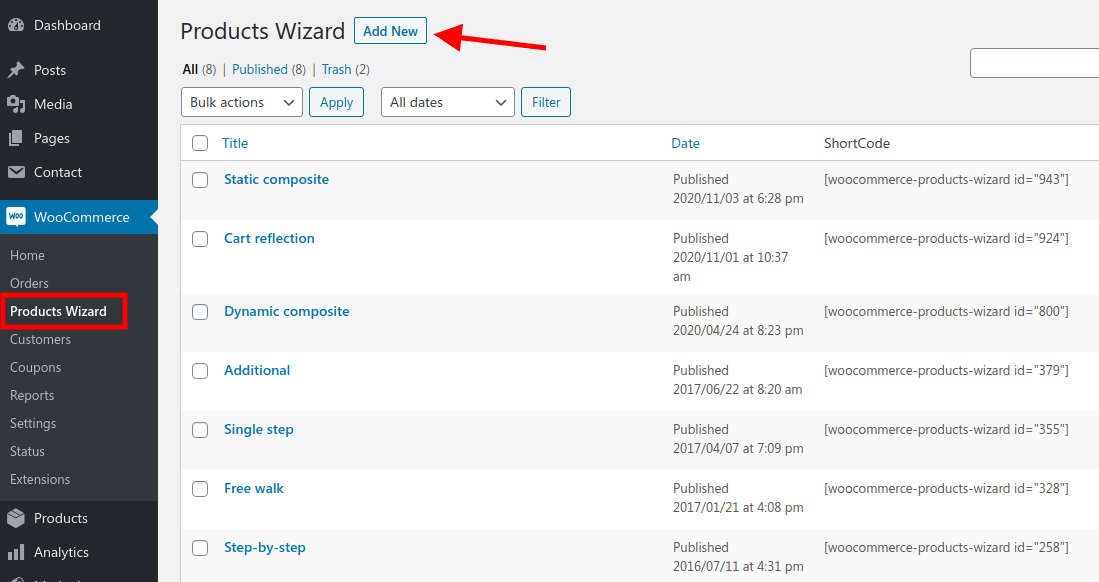 Dashboard
Posts
Media
Pages
Contact
WOO WooCommerce
Home
Orders
Products Wizard
Customers
Coupons
Reports
Settings
Status
Extensions
Products
Analytics
Products Wizard Add New
All (8) | Published (8) | Trash (2)
Bulk actions Apply All dates Filter
Title Date ShortCode
Static composite Published [woocommerce-products-wizard id="943"]
2020/11/03 at 6:28 pm
Cart reflection Published [woocommerce-products-wizard id="924"]
2020/11/01 at 10:37
am
Dynamic composite Published [woocommerce-products-wizard id="800"]
2020/04/24 at 8:23 pm
Additional Published [woocommerce-products-wizard id="379"]
2017/06/22 at 8:20 am
Single step Published [woocommerce-products-wizard id="355"]
2017/04/07 at 7:09 pm
Free walk Published [woocommerce-products-wizard id="328"]
2017/01/21 at 4:08 pm
Step-by-step Published [woocommerce-products-wizard id="258"]
2016/07/11 at 4:31 pm